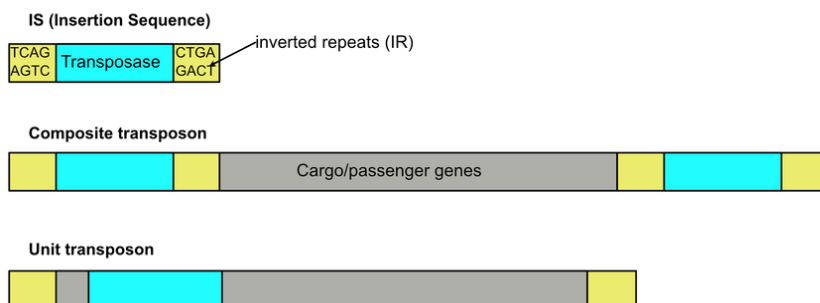 IS (Insertion Sequence)
inverted repeats (IR)
TCAG
AGTC
Transposase
CTGA
GACT
Composite transposon
Cargo/passenger genes
Unit transposon